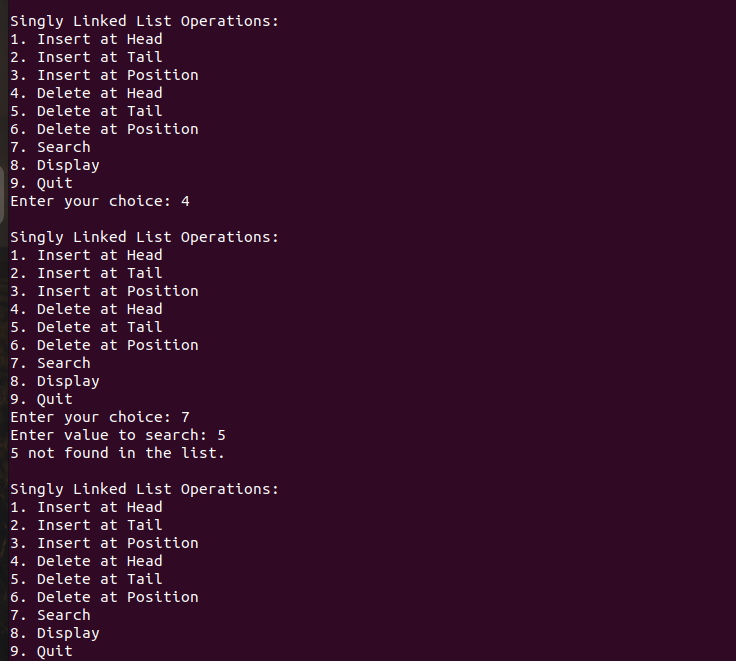 Singly Linked List Operations:
1. Insert at Head
2. Insert at Tail
3. Insert at Position
4. Delete at Head
5. Delete at Tail
6. Delete at Position
7. Search
8. Display
9. Quit
Enter your choice: 4
Singly Linked List Operations:
1. Insert at Head
2. Insert at Tail
3. Insert at Position
4. Delete at Head
5. Delete at Tail
6. Delete at Position
7. Search
8. Display
9. Quit
Enter your choice: 7
Enter value to search: 5
5 not found in the list.
Singly Linked List Operations:
1. Insert at Head
2. Insert at Tail
3. Insert at Position
4. Delete at Head
5. Delete at Tail
6. Delete at Position
7. Search
8. Display
9. Quit